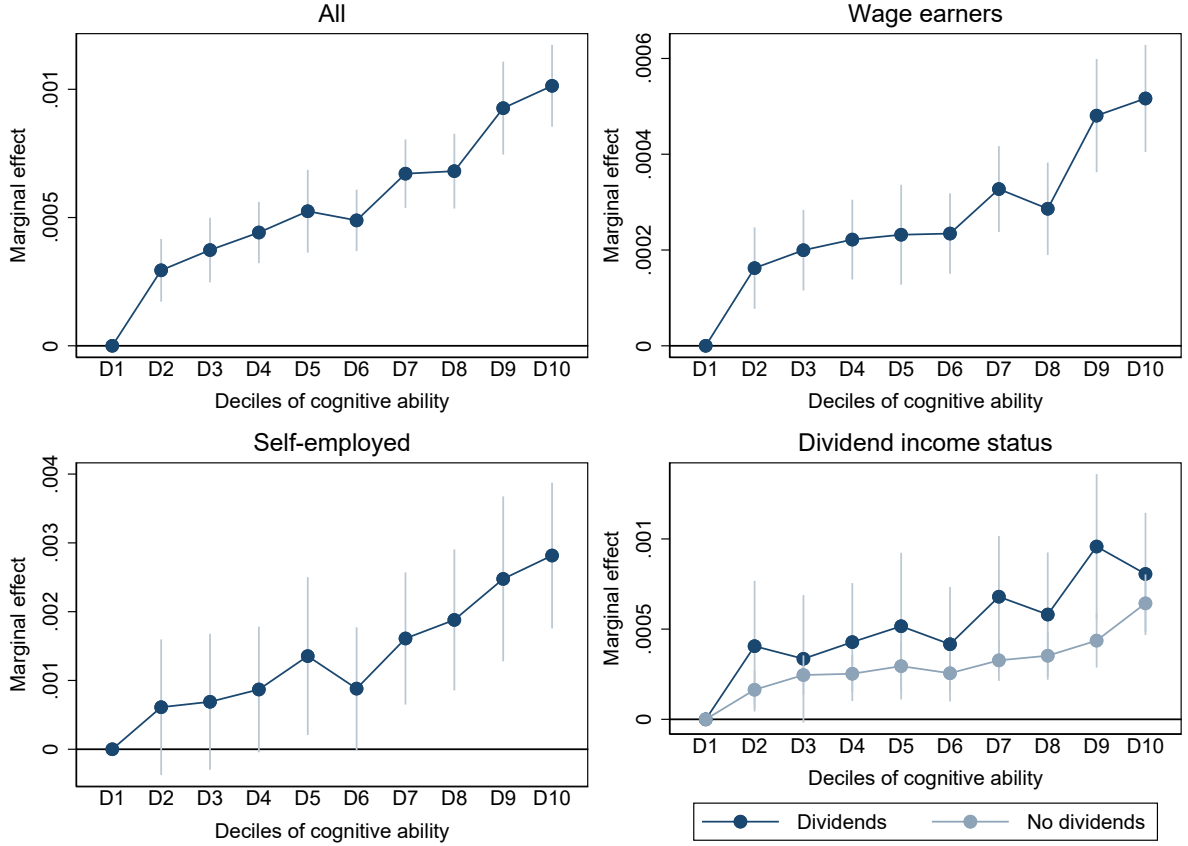 All
Marginal effect
.001
.0005
0
D1 D2 D3 D4 D5 D6 D7 D8 D9 D10
Deciles of cognitive ability
Wage earners
Marginal effect
.0006
.0004
.0002
0
D1 D2 D3 D4 D5 D6 D7 D8 D9 D10
Deciles of cognitive ability
Self-employed
Marginal effect
.004
.003
.002
.001
0
D1 D2 D3 D4 D5 D6 D7 D8 D9 D10
Deciles of cognitive ability
Dividend income status
Marginal effect
.001
.0005
0
D1 D2 D3 D4 D5 D6 D7 D8 D9 D10
Deciles of cognitive ability
Dividends No dividends